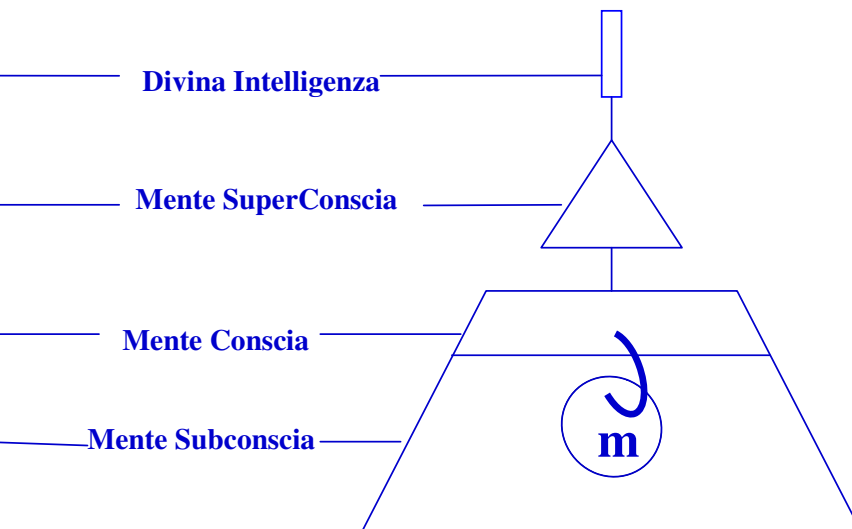 Divina Intelligenza
Mente SuperConscia
Mente Conscia
Mente Subconscia
m